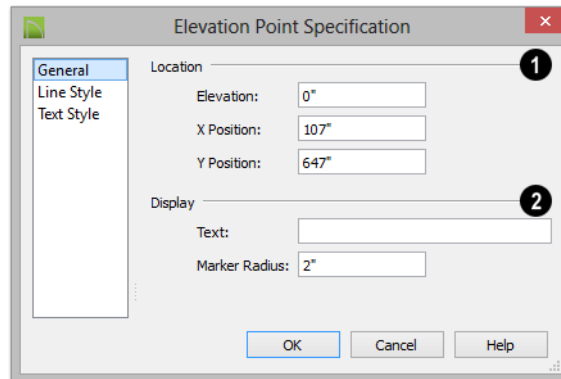 Elevation Point Specification
General
Line Style
Text Style
Location
1
Elevation: 0"
X Position: 107"
Y Position: 647"
Display
2
Text:
Marker Radius: 2"
OK Cancel Help